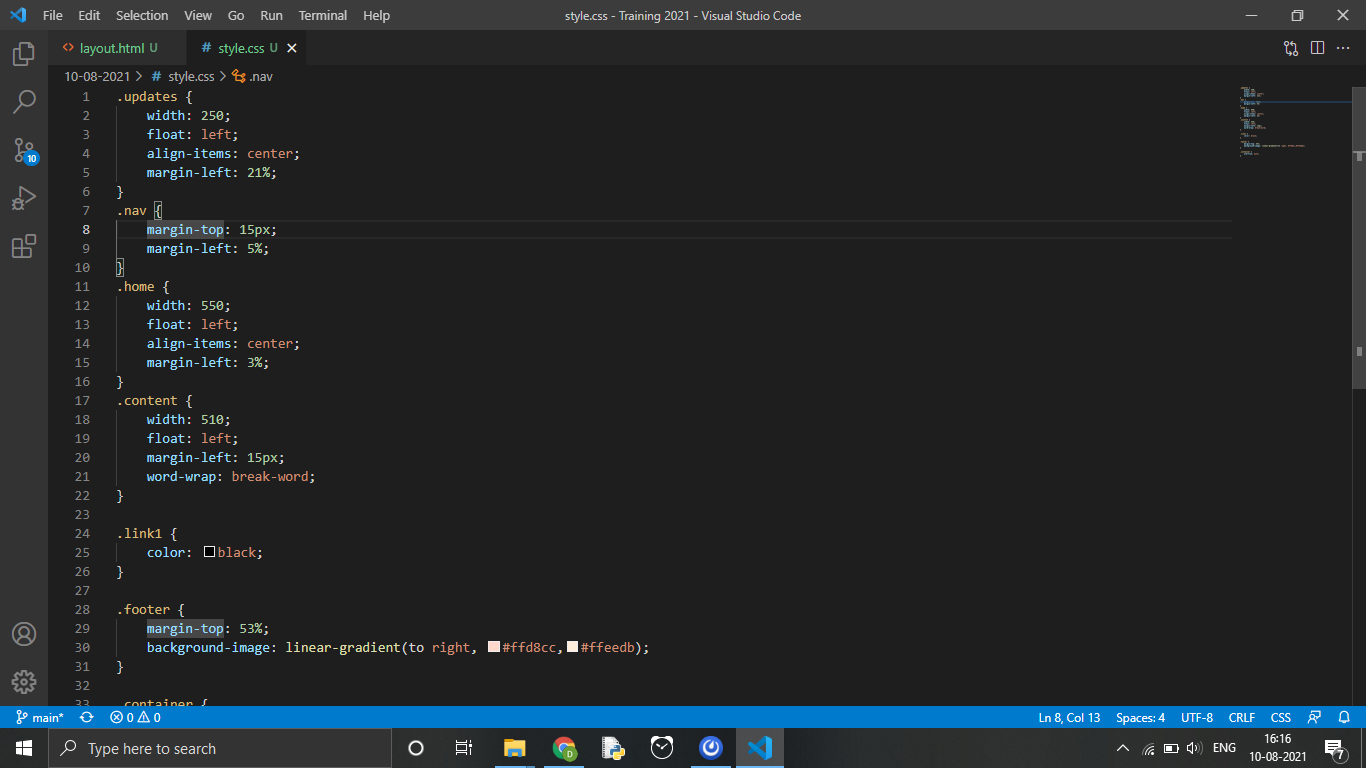 File Edit Selection View Go Run Terminal Help style.css - Training 2021 - Visual Studio Code
<> layout.html U # style.css U
10-08-2021 > # style.css > .nav
1 .updates {
2 width: 250;
3 float: left;
4 align-items: center;
5 margin-left: 21%;
6 }
7 .nav {
8 margin-top: 15px;
9 margin-left: 5%;
10 }
11 .home {
12 width: 550;
13 float: left;
14 align-items: center;
15 margin-left: 3%;
16 }
17 .content {
18 width: 510;
19 float: left;
20 margin-left: 15px;
21 word-wrap: break-word;
22 }
23
24 .link1 {
25 color: black;
26 }
27
28 .footer {
29 margin-top: 53%;
30 background-image: linear-gradient(to right, #ffd8cc, #ffeedb);
31 }
32
33 .container {
10
main* 0 0 Ln 8, Col 13 Spaces: 4 UTF-8 CRLF CSS
Type here to search D ENG 16:16
10-08-2021 7